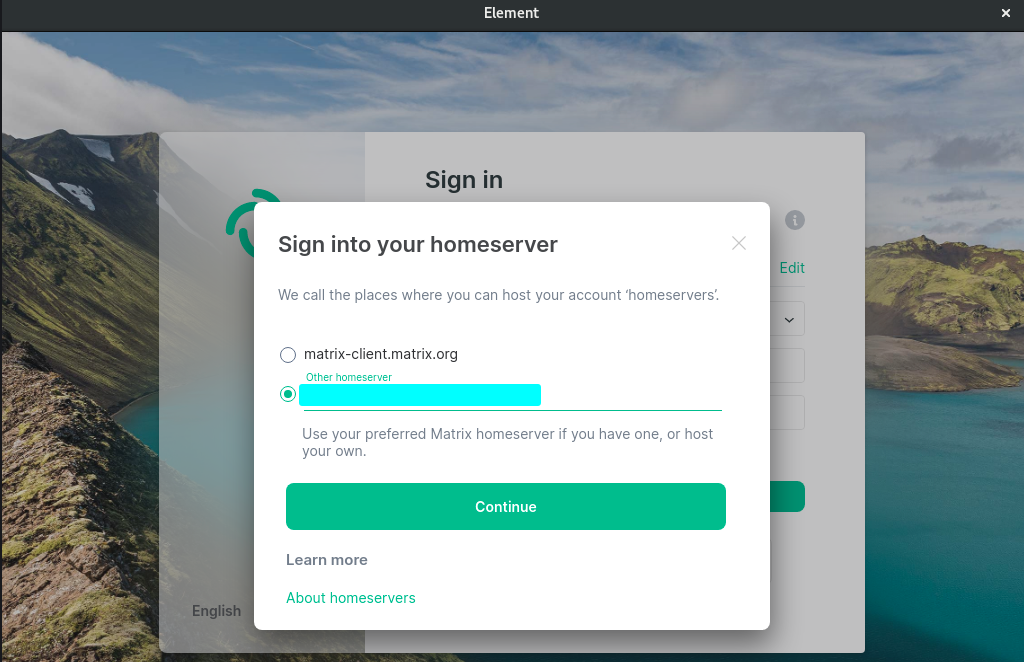 Element
Sign in
Sign into your homeserver
Edit
We call the places where you can host your account ‘homeservers’.
matrix-client.matrix.org
Other homeserver
Use your preferred Matrix homeserver if you have one, or host
your own.
Continue
Learn more
About homeservers
English